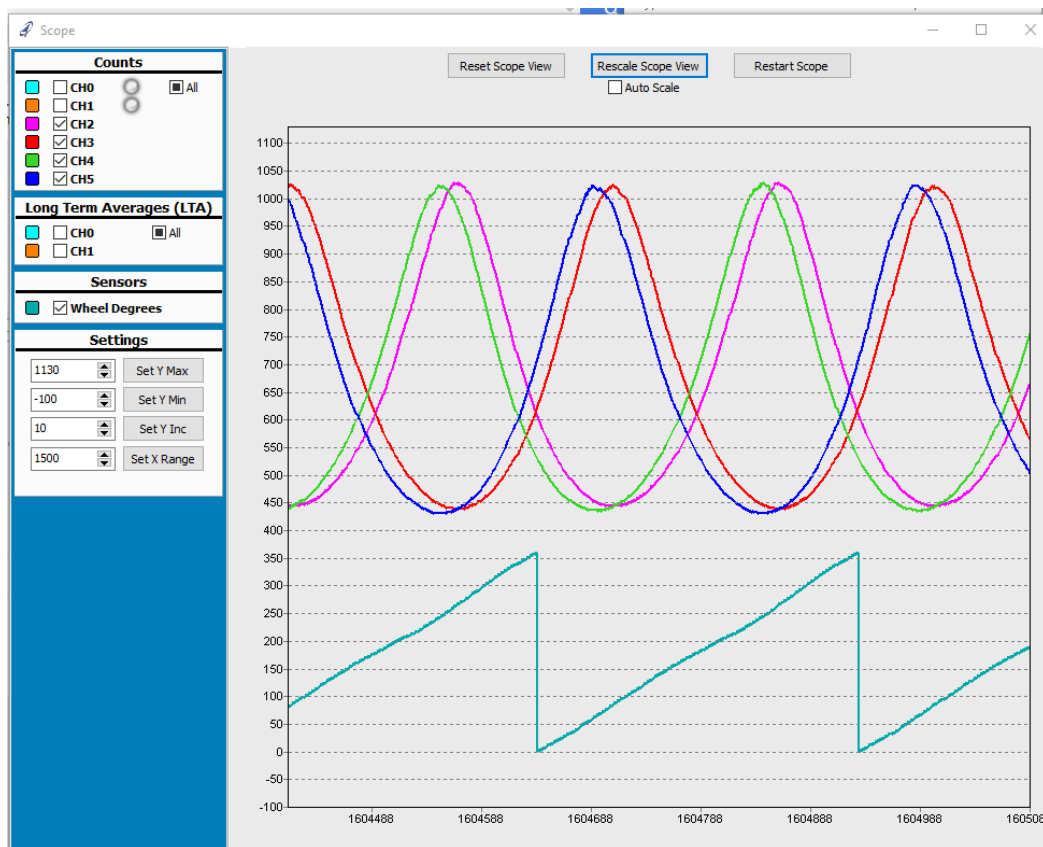 Scope
Counts
CH0
All
CH1
CH2
CH3
CH4
CH5
Long Term Averages (LTA)
CH0
All
CH1
Sensors
Wheel Degrees
Settings
1130
Set Y Max
-100
Set Y Min
10
Set Y Inc
1500
Set X Range
Reset Scope View
Rescale Scope View
Restart Scope
Auto Scale
1100
1050
1000
950
900
850
800
750
700
650
600
550
500
450
400
350
300
250
200
150
100
50
0
-50
-100
1604488
1604588
1604688
1604788
1604888
1604988
160508